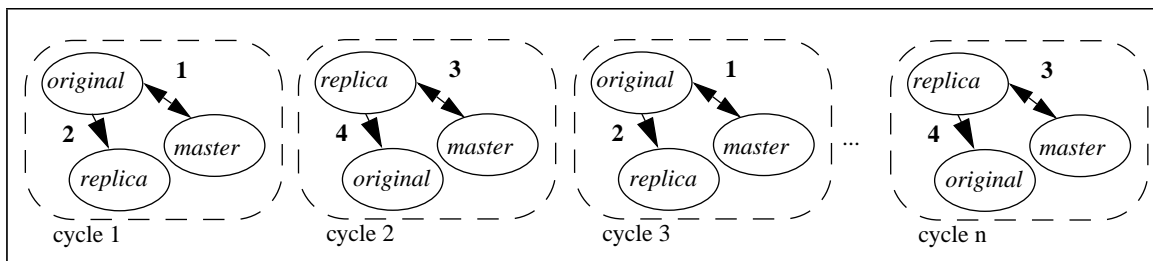 original
1
2
master
replica
cycle 1
replica
3
4
master
original
cycle 2
original
1
2
master
replica
cycle 3
...
replica
3
4
master
original
cycle n